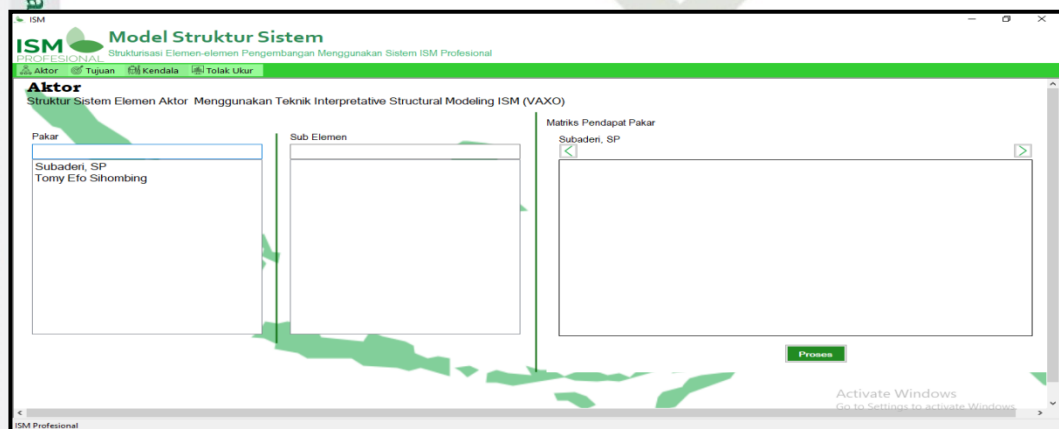 ISM
Model Struktur Sistem
ISM
PROFESIONAL
Strukturisasi Elemen-elemen Pengembangan Menggunakan Sistem ISM Profesional
Aktor Tujuan Kendala Tolak Ukur
Aktor
Struktur Sistem Elemen Aktor Menggunakan Teknik Interpretative Structural Modeling ISM (VAXO)
Pakar
Sub Elemen
Matriks Pendapat Pakar
Subaderi, SP
Subaderi, SP
Tomy Efo Sihombing
Proses
Activate Windows
Go to Settings to activate Windows.
ISM Profesional